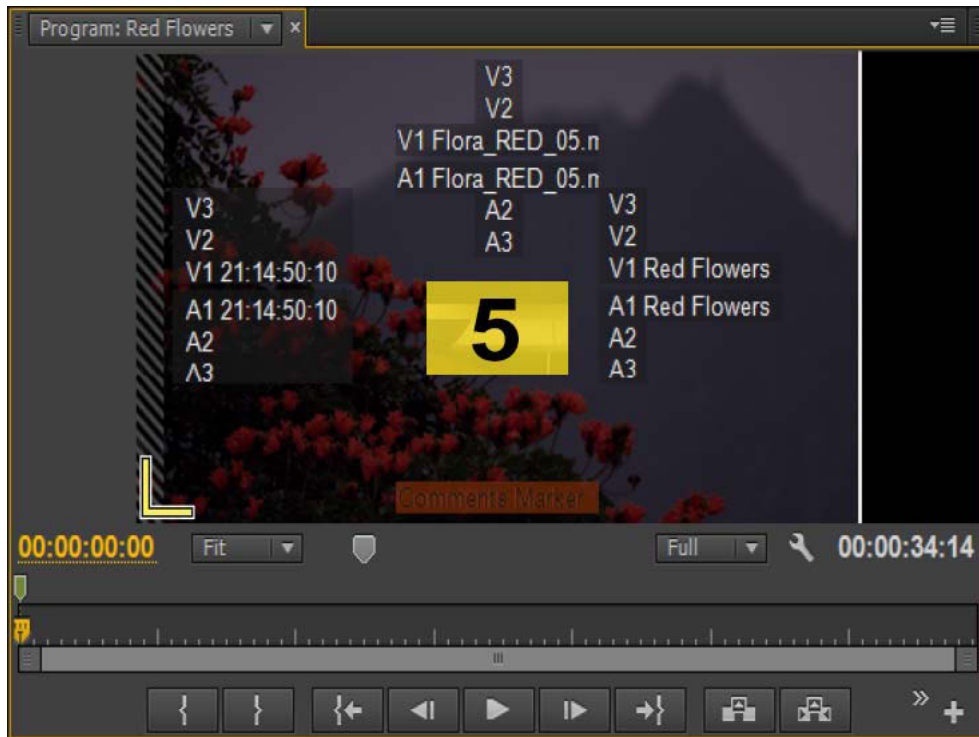 Program: Red Flowers
V3
V2
V1 Flora_RED_05.m
A1 Flora_RED_05.m
A2
A3
V3
V2
V1 21:14:50:10
A1 21:14:50:10
A2
A3
5
V3
V2
V1 Red Flowers
A1 Red Flowers
A2
A3
Comments Marker
00:00:00:00
Fit
Full
00:00:34:14